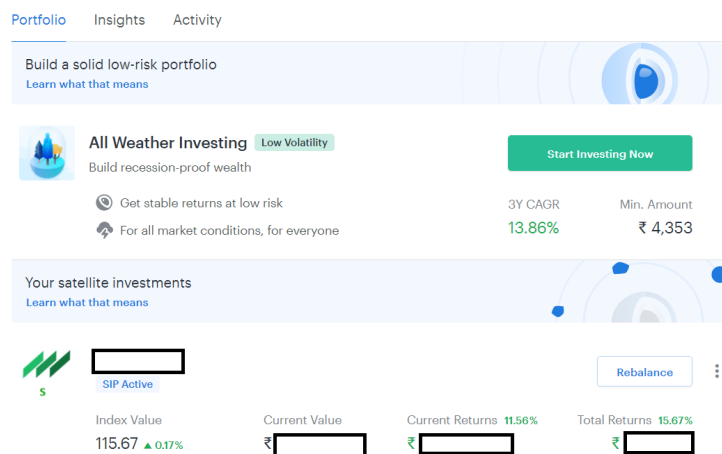 Portfolio Insights Activity
Build a solid low-risk portfolio
Learn what that means
All Weather Investing Low Volatility
Build recession-proof wealth
Start Investing Now
Get stable returns at low risk
For all market conditions, for everyone
3Y CAGR Min. Amount
13.86% ₹ 4,353
Your satellite investments
Learn what that means
S
SIP Active
Rebalance
Index Value Current Value Current Returns 11.56% Total Returns 15.67%
115.67 ▲ 0.17% ₹ ₹ ₹